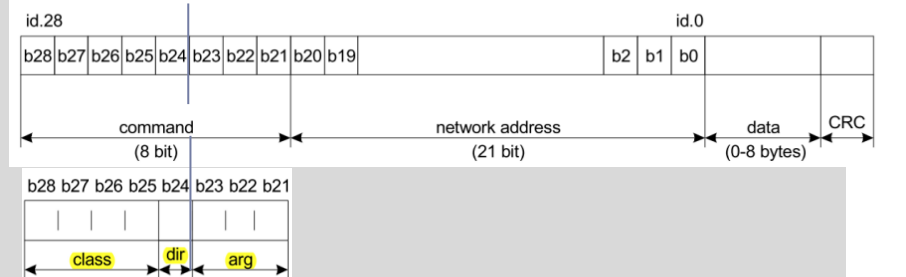 id.28 id.0
b28 b27 b26 b25 b24 b23 b22 b21 b20 b19 b2 b1 b0
command network address data CRC
(8 bit) (21 bit) (0-8 bytes)
b28 b27 b26 b25 b24 b23 b22 b21
class dir arg